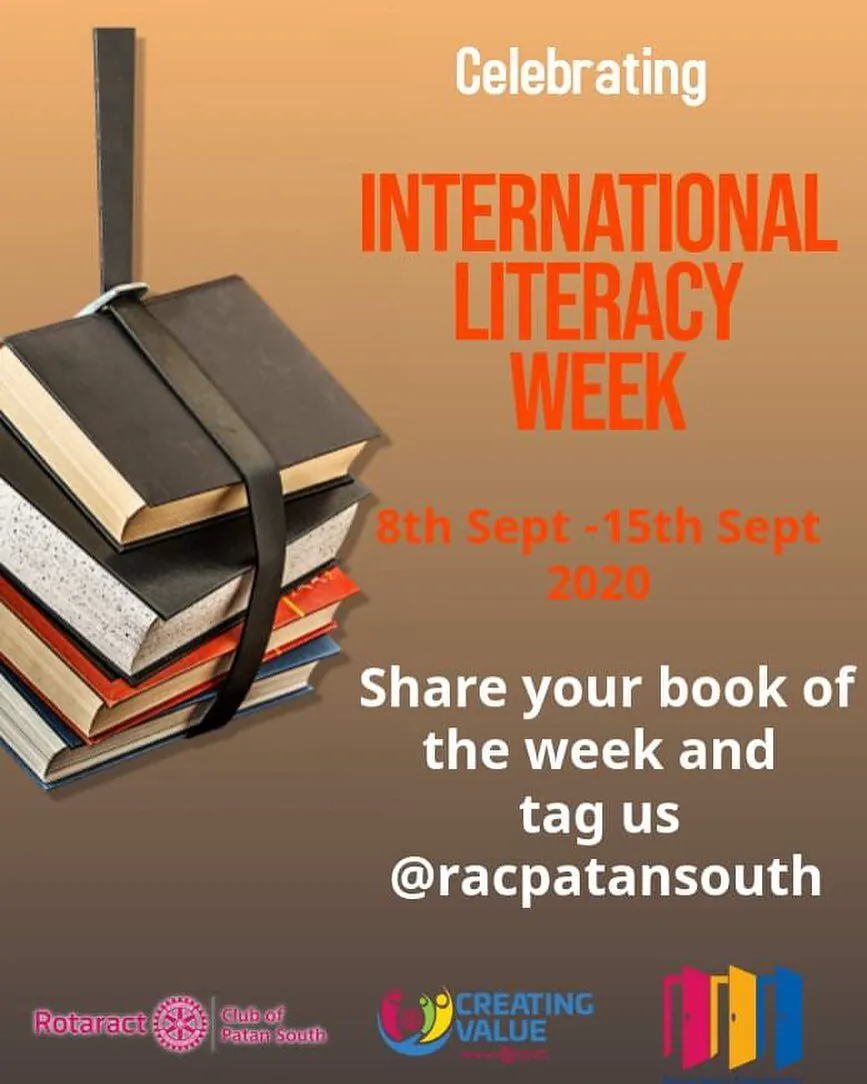 Celebrating
INTERNATIONAL
LITERACY
WEEK
8th Sept -15th Sept
2020
Share your book of
the week and
tag us
@racpatansouth
Rotaract
Club of
Patan South
CREATING
VALUE